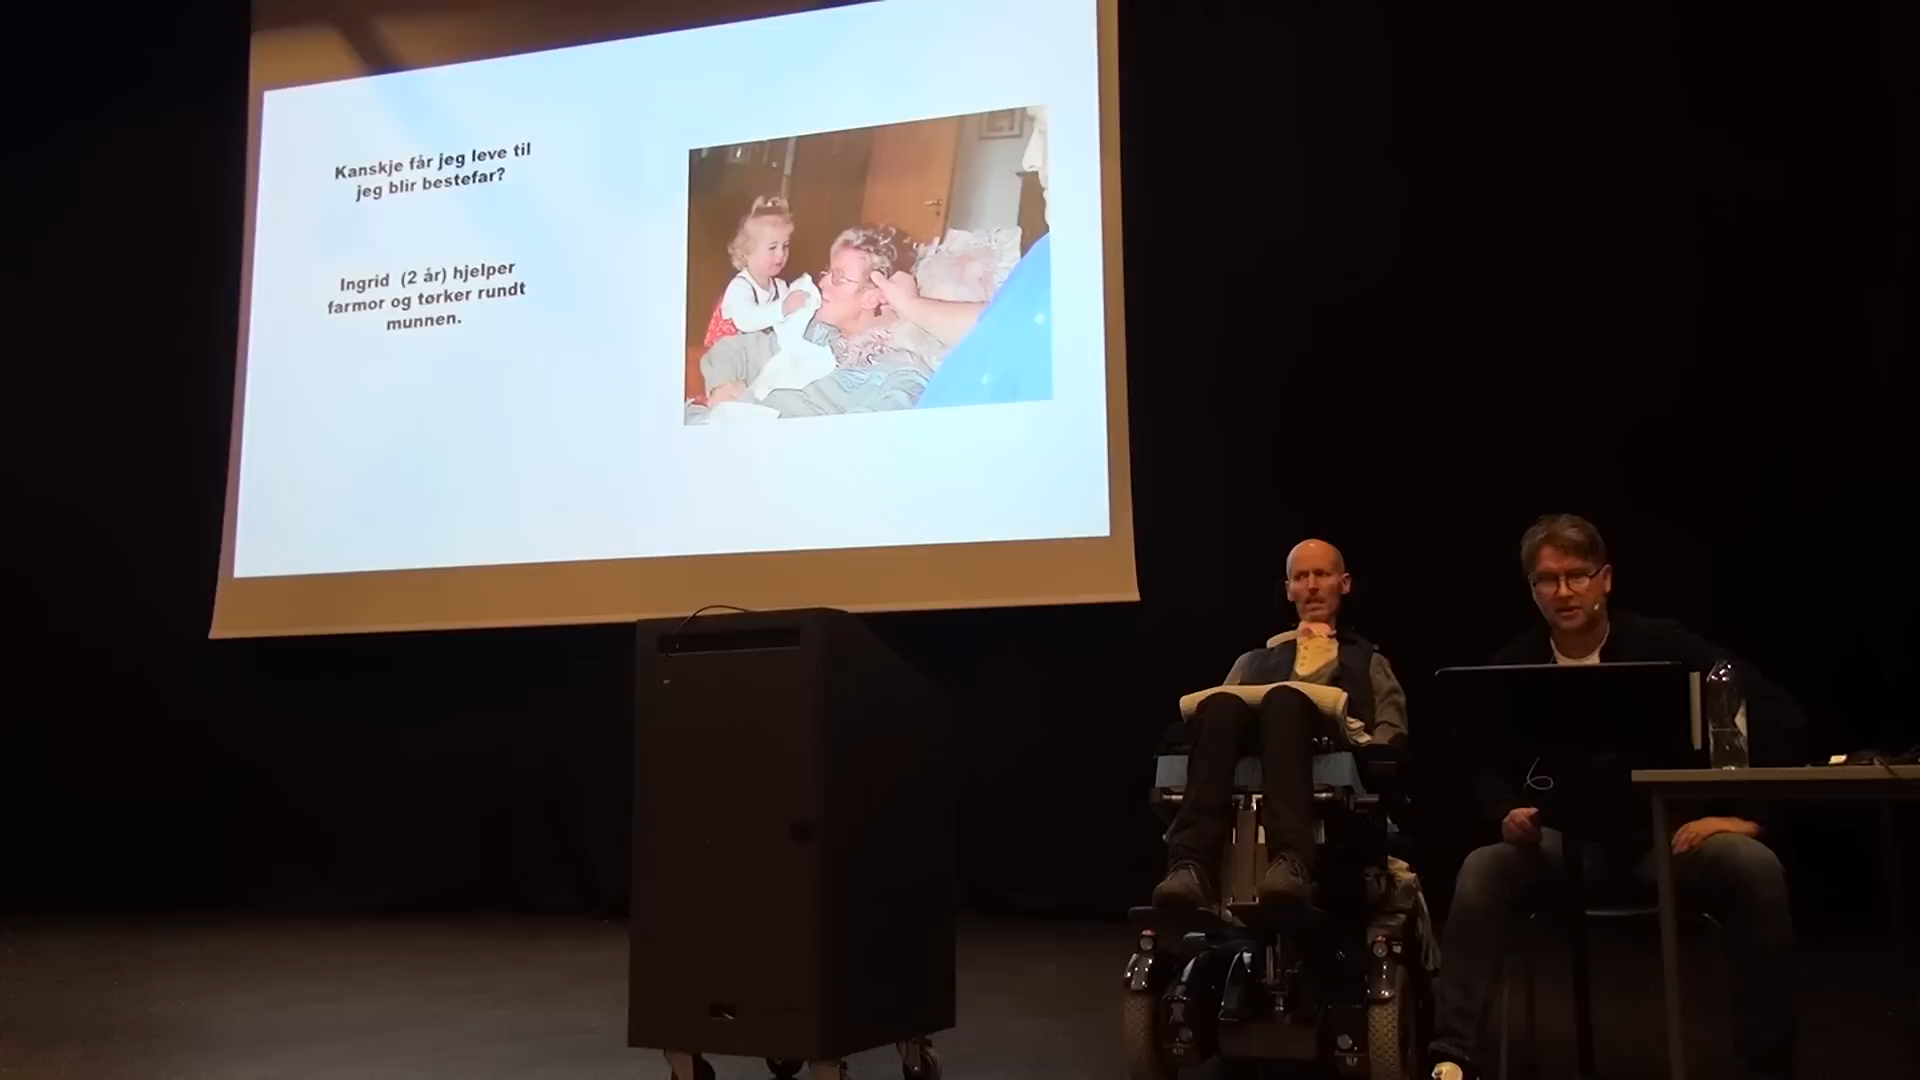 Kanskje får jeg leve til
jeg blir bestefar?
Ingrid (2 år) hjelper
farmor og tørker rundt
munnen.